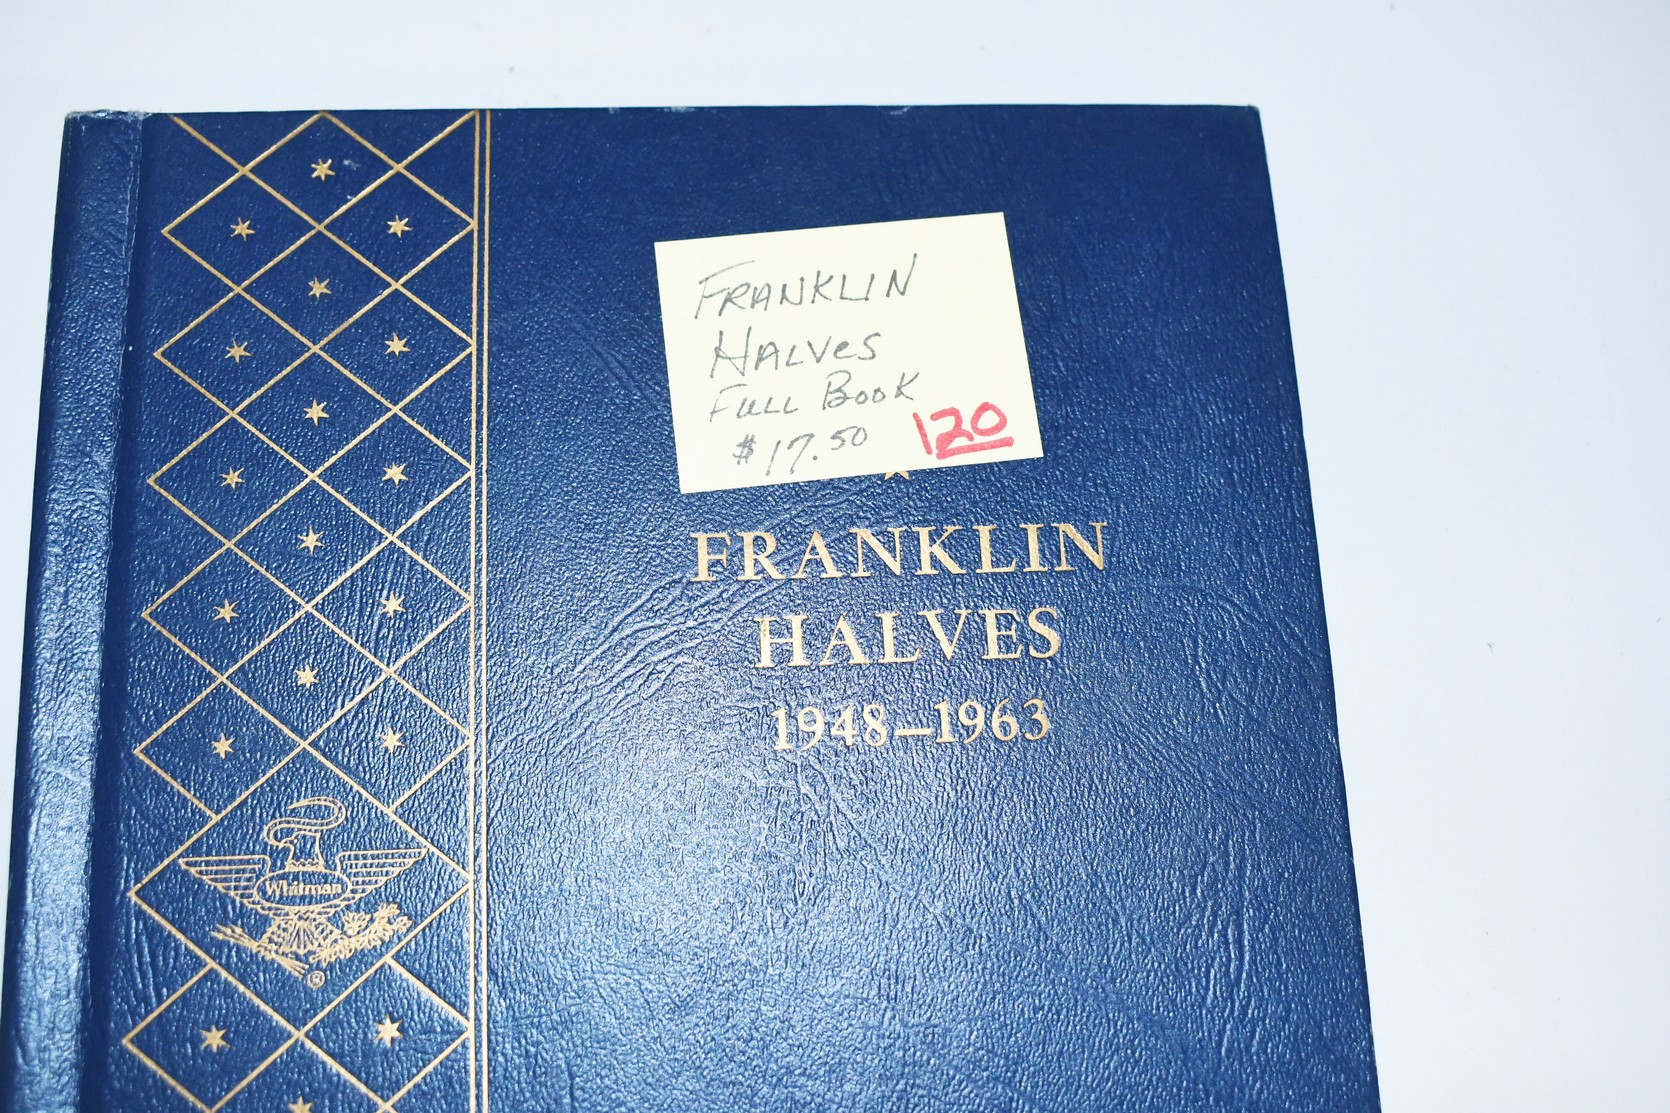 FRANKLIN
HALVES
FULL BOOK
$17.50 120
FRANKLIN
HALVES
1948–1963
Whitman
®